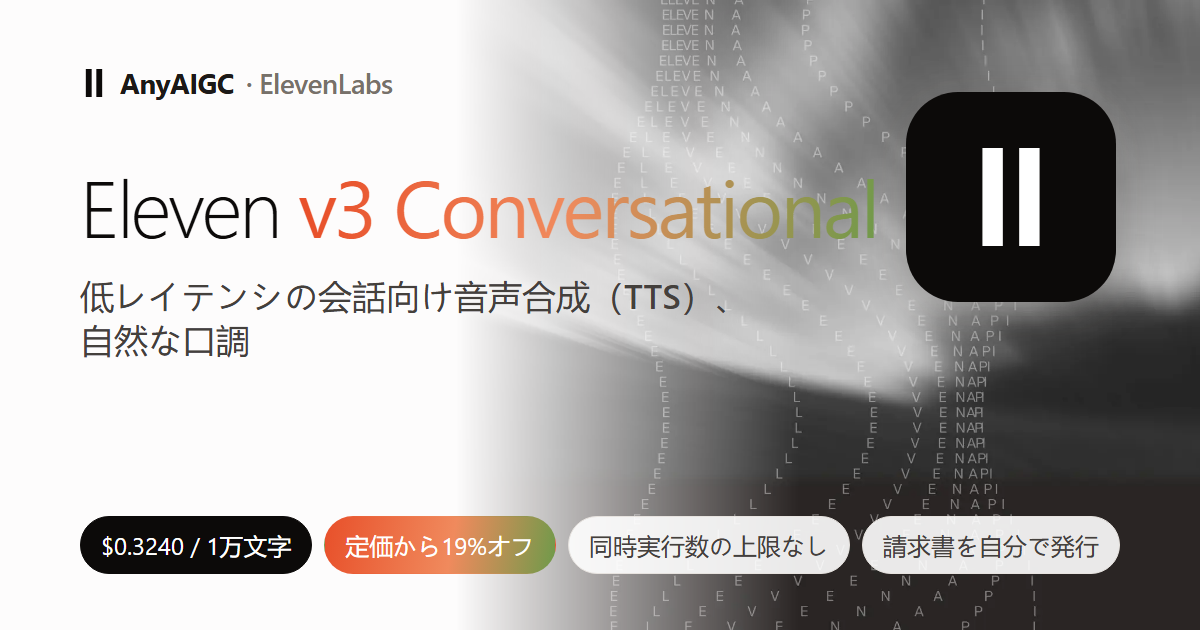 AnyAIGC · ElevenLabs
Eleven v3 Conversational
低レイテンシの会話向け音声合成（TTS）、
自然な口調
$0.3240 / 1万文字
定価から19%オフ
同時実行数の上限なし
請求書を自分で発行